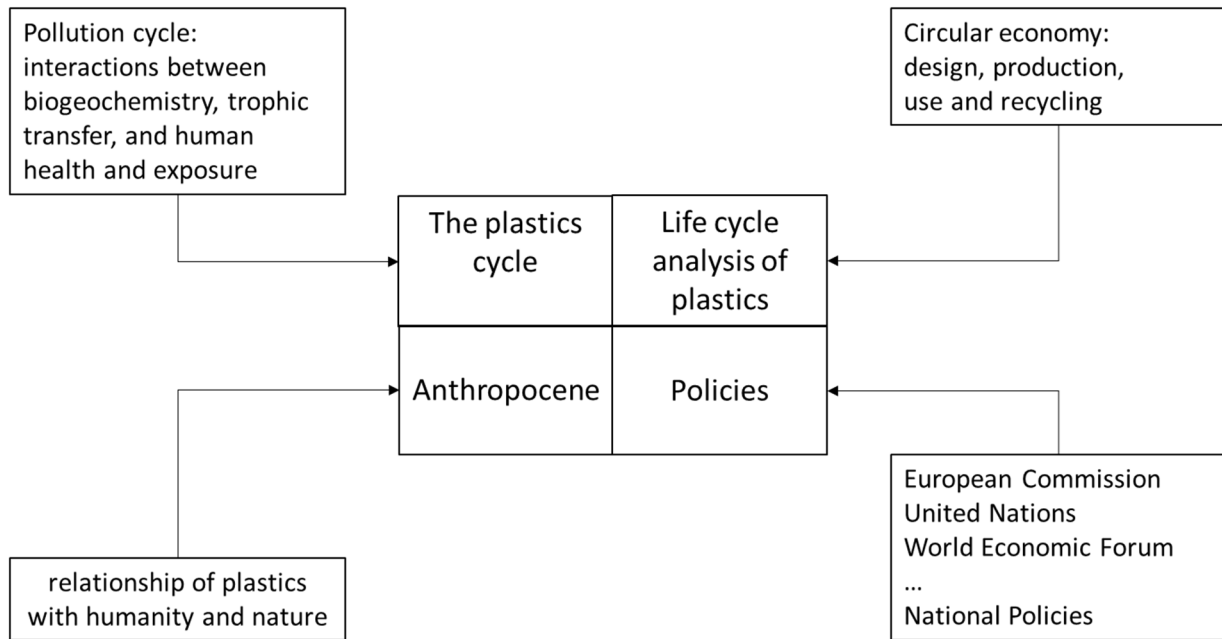 Pollution cycle:
interactions between
biogeochemistry, trophic
transfer, and human
health and exposure
Circular economy:
design, production,
use and recycling
The plastics
cycle
Life cycle
analysis of
plastics
Anthropocene
Policies
relationship of plastics
with humanity and nature
European Commission
United Nations
World Economic Forum
...
National Policies